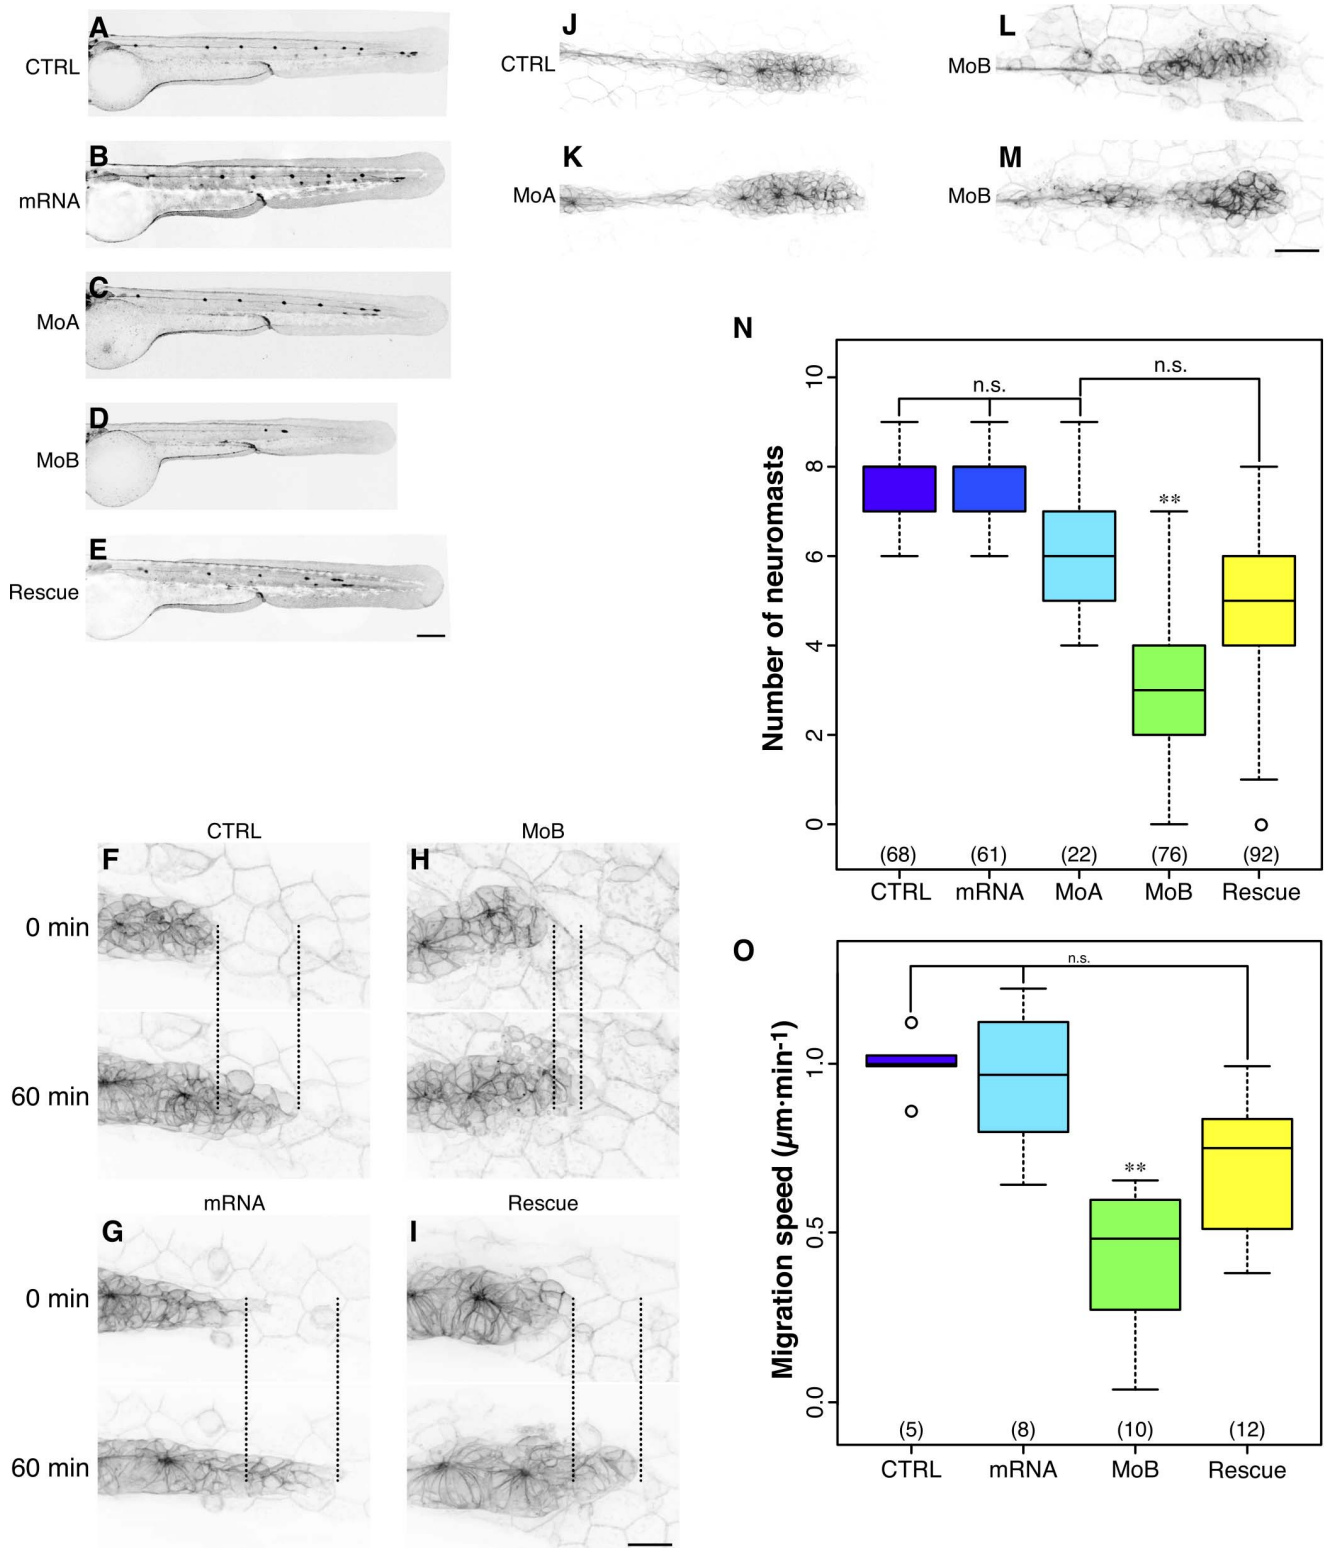 A
CTRL
B
mRNA
C
MoA
D
MoB
E
Rescue
J
CTRL
K
MoA
L
MoB
M
MoB
CTRL
MoB
F
H
0 min
60 min
mRNA
Rescue
G
I
0 min
60 min
N
Number of neuromasts
0 2 4 6 8 10
n.s.
n.s.
**
(68) (61) (22) (76) (92)
CTRL mRNA MoA MoB Rescue
O
Migration speed (μm·min-1)
0.0 0.5 1.0
n.s.
**
(5) (8) (10) (12)
CTRL mRNA MoB Rescue